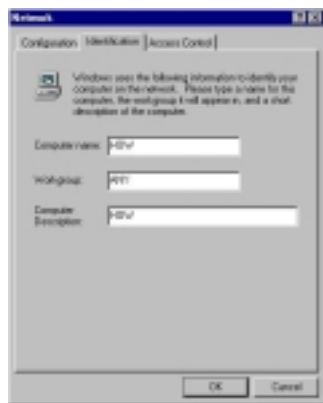 Network
Configuration Identification Access Control
Windows uses the following information to identify your
computer on the network. Please type a name for this
computer, the workgroup it will appear in, and a short
description of the computer.
Computer name:
Workgroup:
Computer
Description:
OK Cancel